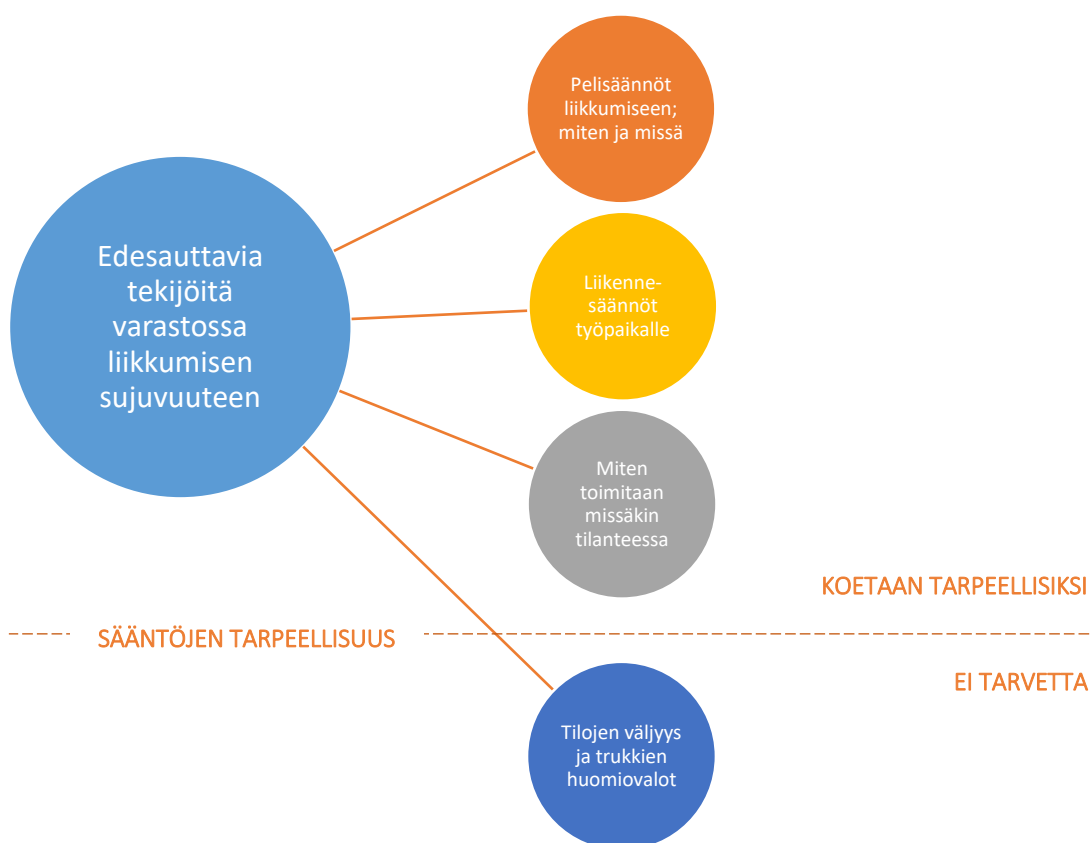 Pelisäännöt
liikkumiseen;
miten ja missä
Edesauttavia
tekijöitä
varastossa
liikkumisen
sujuvuuteen
Liikenne-
säännöt
työpaikalle
Miten
toimitaan
missäkin
tilanteessa
KOETAAN TARPEELLISIKSI
SÄÄNTÖJEN TARPEELLISUUS
EI TARVETTA
Tilojen väljyys
ja trukkien
huomiovalot